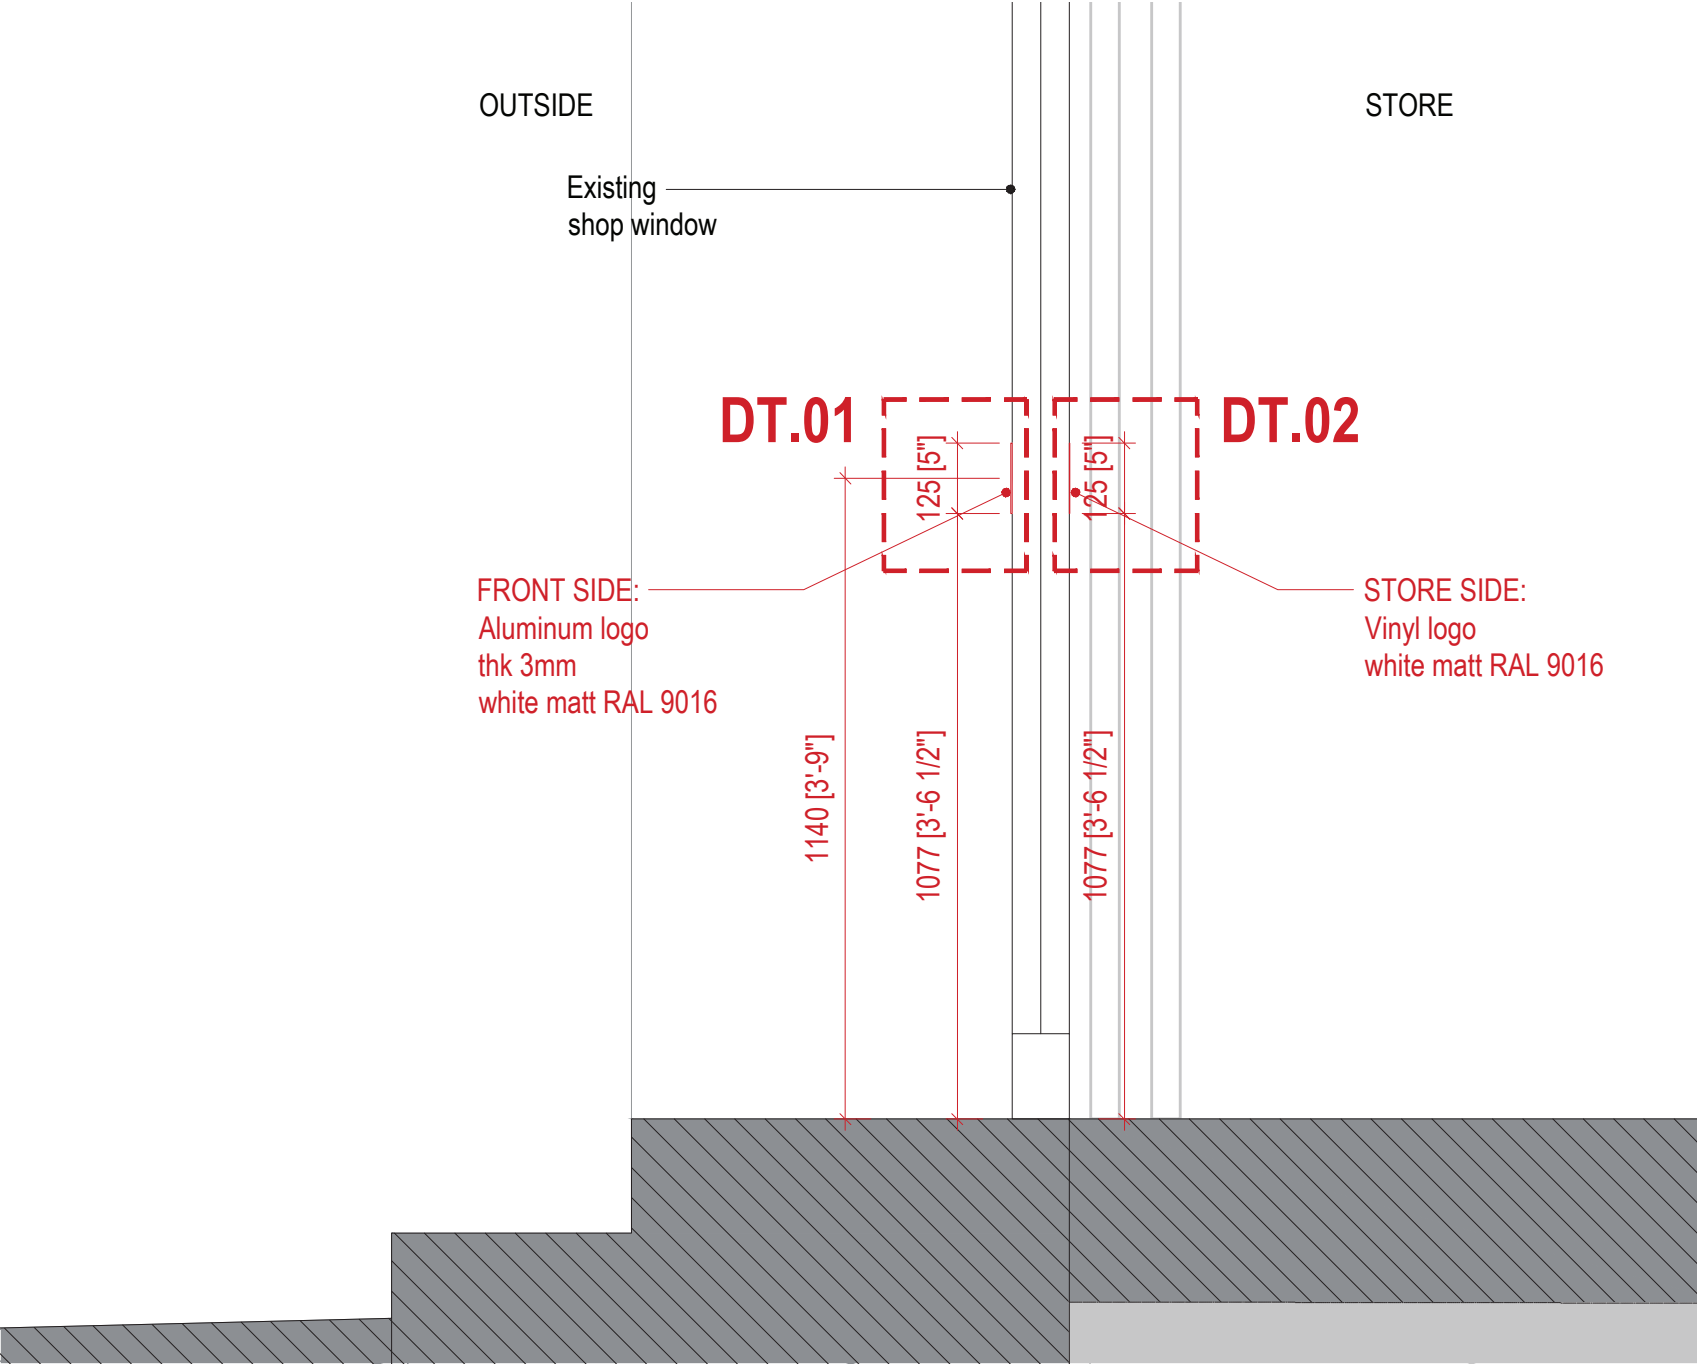 OUTSIDE
STORE
Existing
shop window
DT.01
DT.02
125 [5"]
125 [5"]
FRONT SIDE:
Aluminum logo
thk 3mm
white matt RAL 9016
STORE SIDE:
Vinyl logo
white matt RAL 9016
1140 [3'-9"]
1077 [3'-6 1/2"]
1077 [3'-6 1/2"]